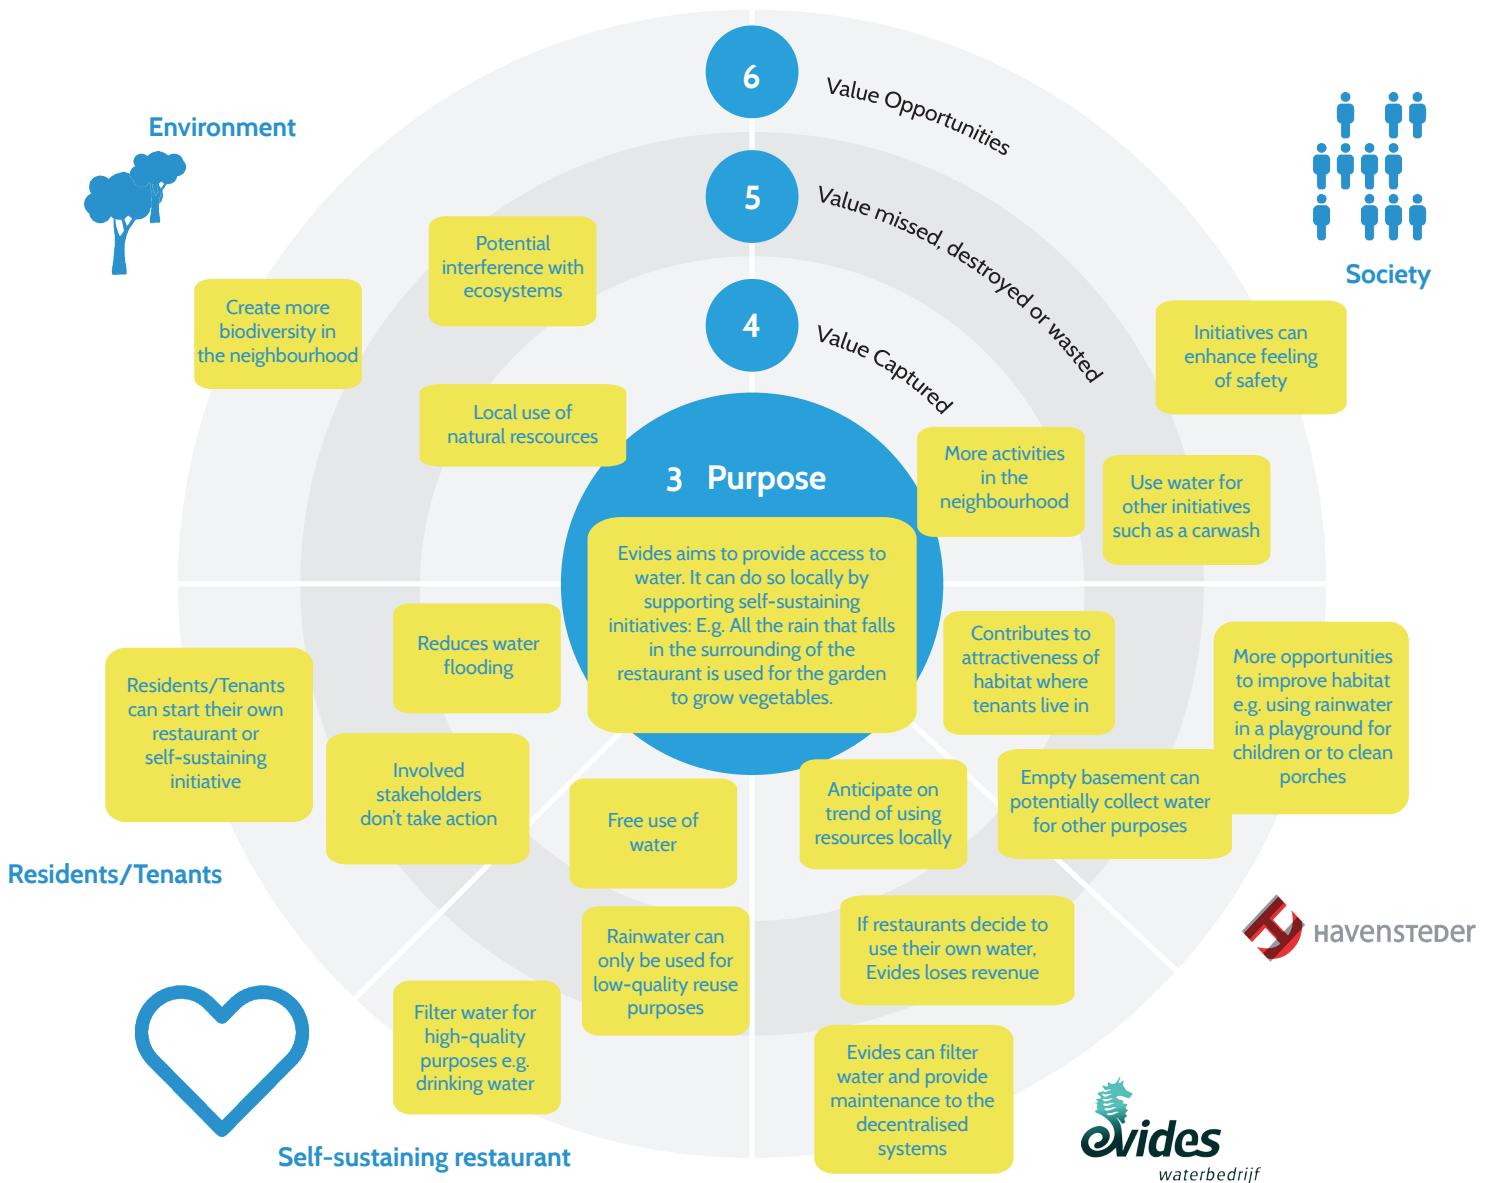 6
Value Opportunities
5
Value missed, destroyed or wasted
4
Value Captured
3 Purpose
Evides aims to provide access to
water. It can do so locally by
supporting self-sustaining
initiatives: E.g. All the rain that falls
in the surrounding of the
restaurant is used for the garden
to grow vegetables.
Environment
Potential
interference with
ecosystems
Create more
biodiversity in
the neighbourhood
Local use of
natural rescources
Society
Initiatives can
enhance feeling
of safety
More activities
in the
neighbourhood
Use water for
other initiatives
such as a carwash
Reduces water
flooding
Residents/Tenants
can start their own
restaurant or
self-sustaining
initiative
Involved
stakeholders
don't take action
Residents/Tenants
Contributes to
attractiveness of
habitat where
tenants live in
More opportunities
to improve habitat
e.g. using rainwater
in a playground for
children or to clean
porches
Empty basement can
potentially collect water
for other purposes
HAVENSTEDER
Free use of
water
Rainwater can
only be used for
low-quality reuse
purposes
Filter water for
high-quality
purposes e.g.
drinking water
Self-sustaining restaurant
Anticipate on
trend of using
resources locally
If restaurants decide to
use their own water,
Evides loses revenue
Evides can filter
water and provide
maintenance to the
decentralised
systems
evides
waterbedrijf